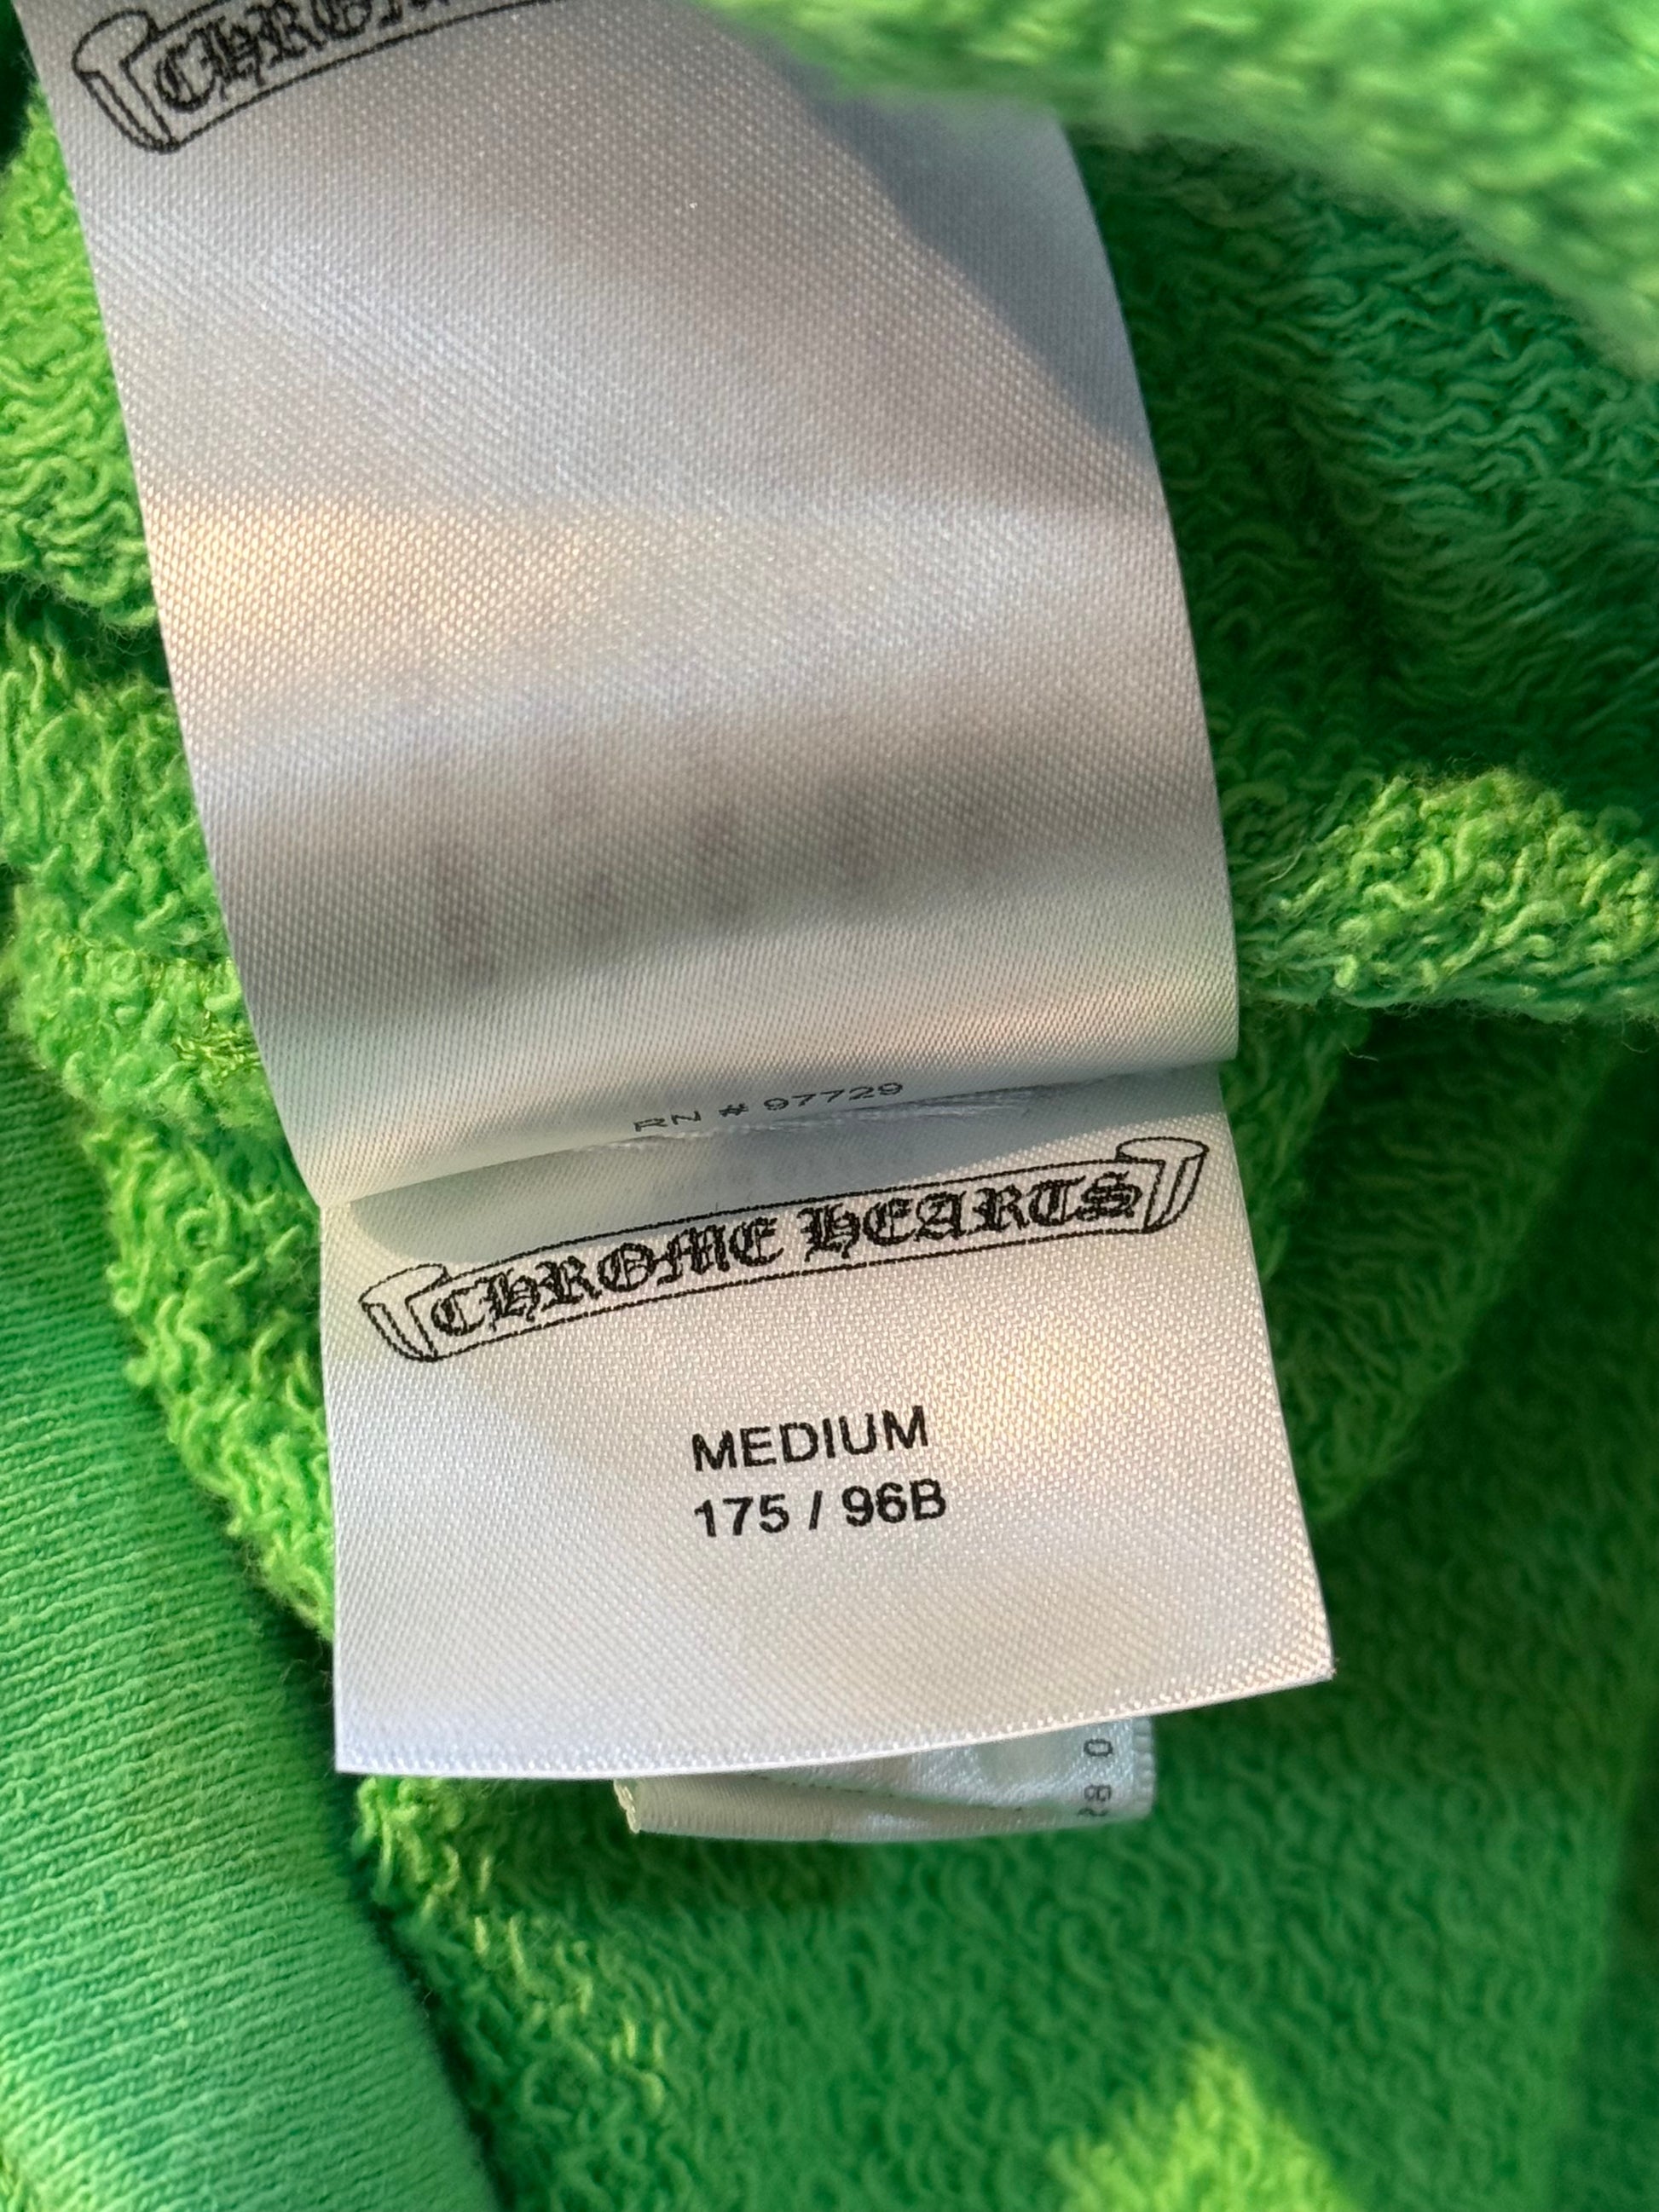 RN # 97729
CHROME HEARTS
MEDIUM
175 / 96B